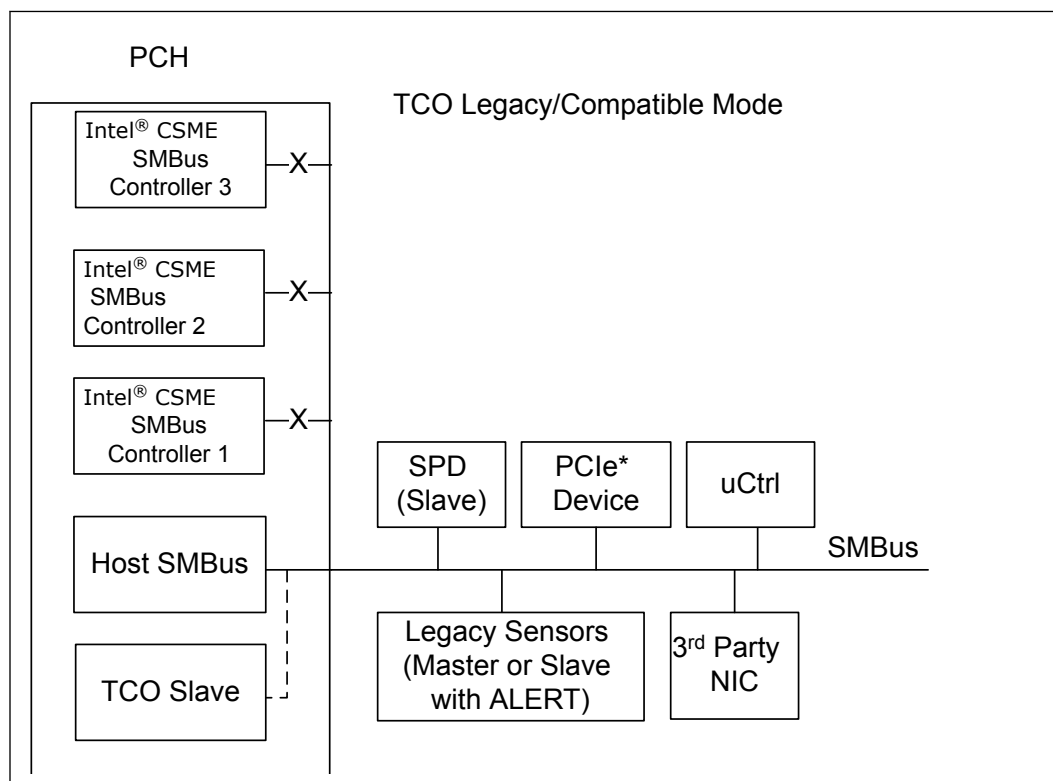 PCH
TCO Legacy/Compatible Mode
Intel® CSME
SMBus
Controller 3
X
Intel® CSME
SMBus
Controller 2
X
Intel® CSME
SMBus
Controller 1
X
SPD
(Slave)
PCIe*
Device
uCtrl
Host SMBus
SMBus
Legacy Sensors
(Master or Slave
with ALERT)
3rd Party
NIC
TCO Slave